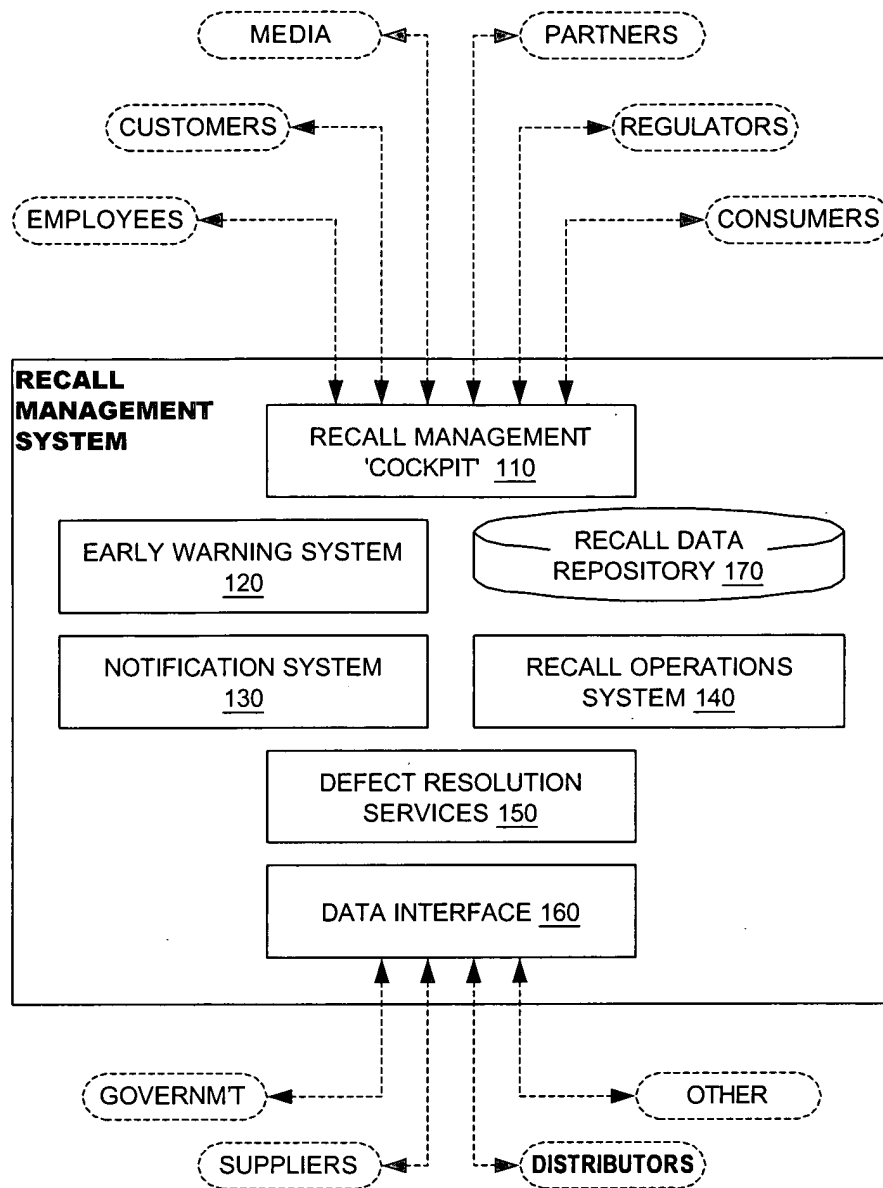 MEDIA
PARTNERS
CUSTOMERS
REGULATORS
EMPLOYEES
CONSUMERS
RECALL
MANAGEMENT
SYSTEM
RECALL MANAGEMENT
'COCKPIT' 110
EARLY WARNING SYSTEM
120
RECALL DATA
REPOSITORY 170
NOTIFICATION SYSTEM
130
RECALL OPERATIONS
SYSTEM 140
DEFECT RESOLUTION
SERVICES 150
DATA INTERFACE 160
GOVERNM'T
OTHER
SUPPLIERS
DISTRIBUTORS